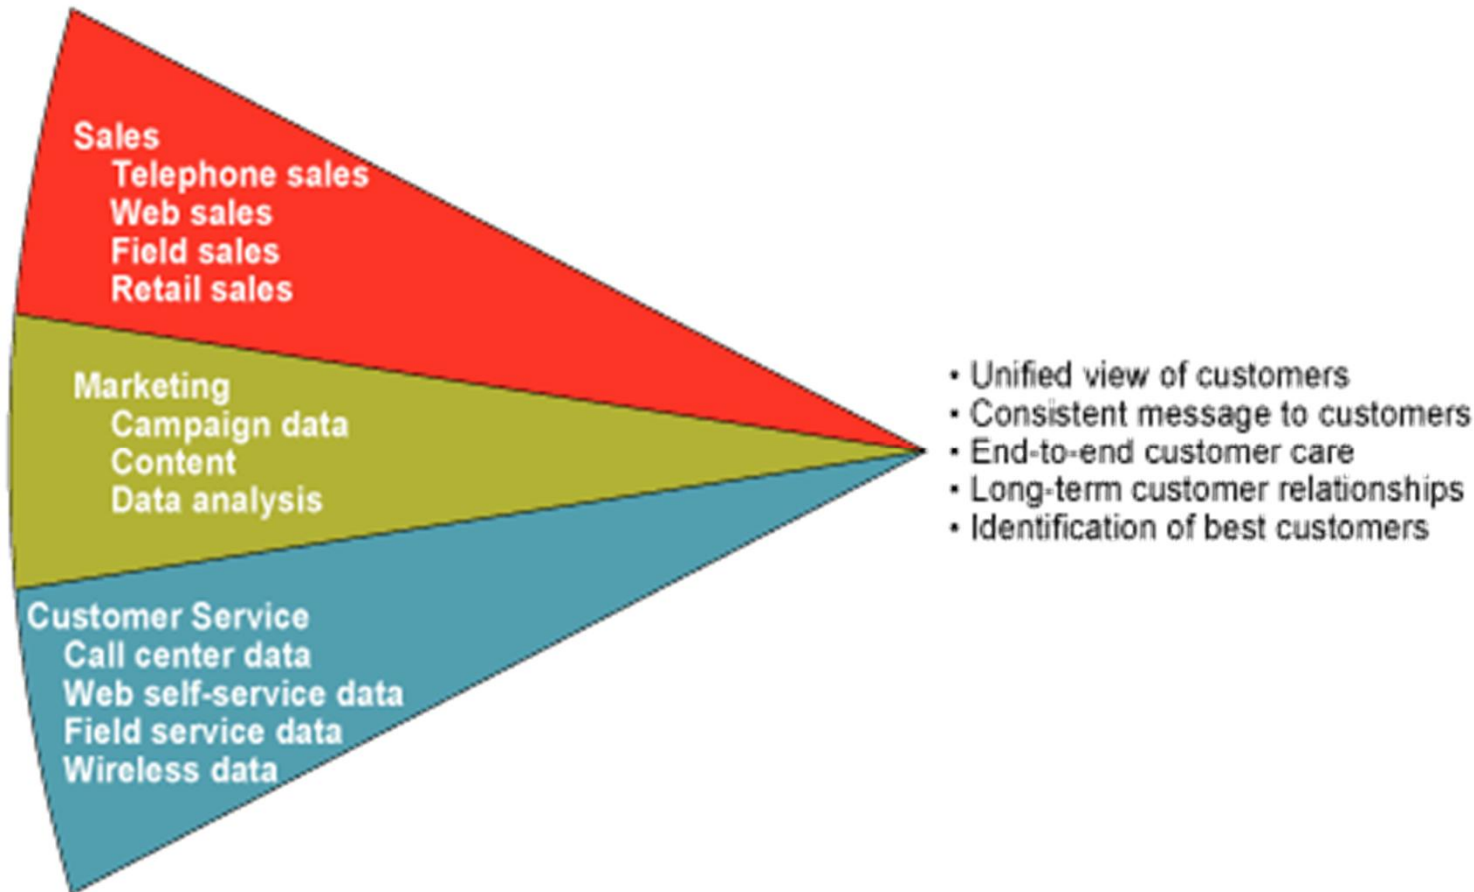 Sales
Telephone sales
Web sales
Field sales
Retail sales
Marketing
Campaign data
Content
Data analysis
Customer Service
Call center data
Web self-service data
Field service data
Wireless data
• Unified view of customers
• Consistent message to customers
• End-to-end customer care
• Long-term customer relationships
• Identification of best customers